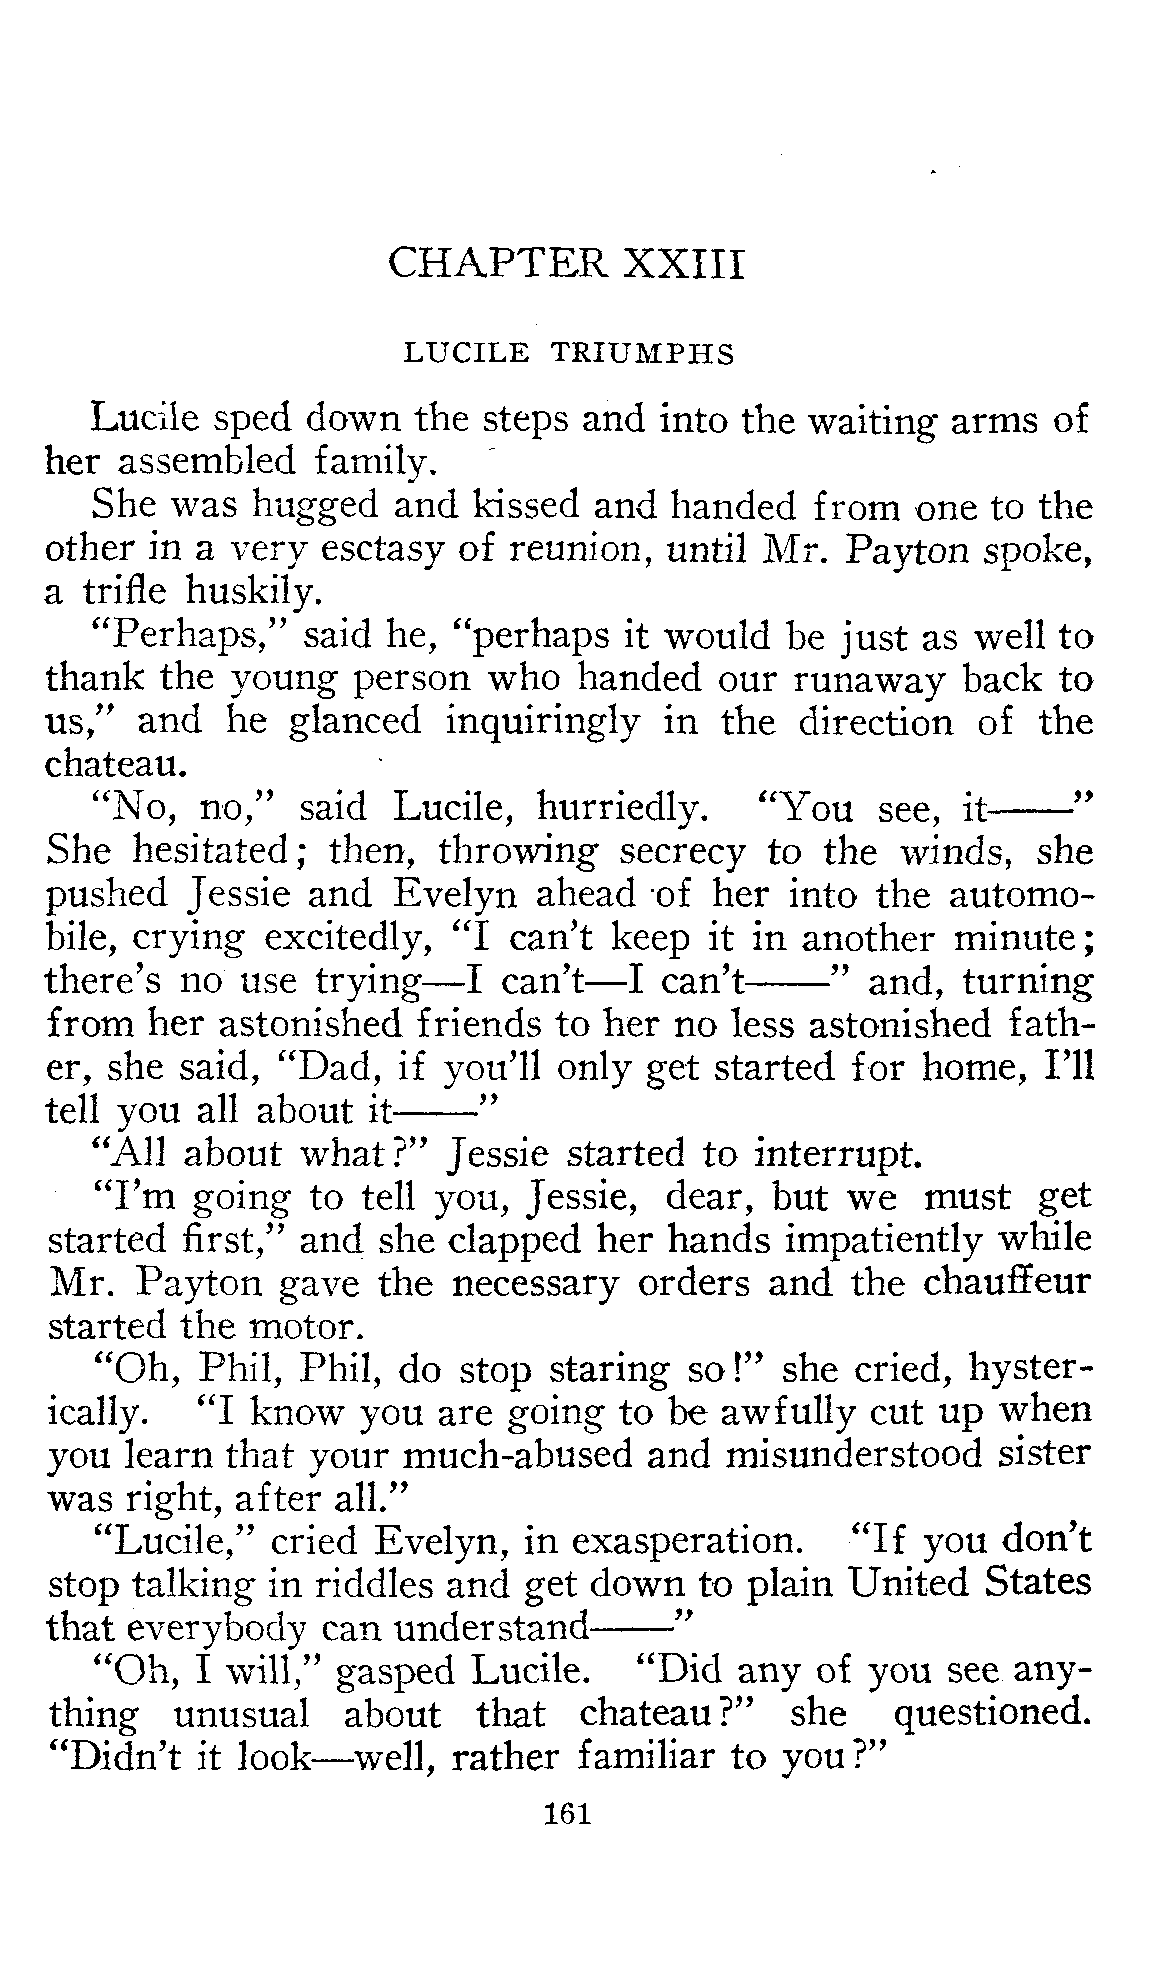 CHAPTER XXIII
LUCILE TRIUMPHS
Lucile sped down the steps and into the waiting arms of
her assembled family.
She was hugged and kissed and handed from one to the
other in a very esctasy of reunion, until Mr. Payton spoke,
a trifle huskily.
“Perhaps,” said he, “perhaps it would be just as well to
thank the young person who handed our runaway back to
us,” and he glanced inquiringly in the direction of the
chateau.
“No, no,” said Lucile, hurriedly. “You see, it——”
She hesitated; then, throwing secrecy to the winds, she
pushed Jessie and Evelyn ahead of her into the automo-
bile, crying excitedly, “I can’t keep it in another minute;
there’s no use trying—I can’t—I can’t——” and, turning
from her astonished friends to her no less astonished fath-
er, she said, “Dad, if you’ll only get started for home, I’ll
tell you all about it——”
“All about what?” Jessie started to interrupt.
“I’m going to tell you, Jessie, dear, but we must get
started first,” and she clapped her hands impatiently while
Mr. Payton gave the necessary orders and the chauffeur
started the motor.
“Oh, Phil, Phil, do stop staring so!” she cried, hyster-
ically. “I know you are going to be awfully cut up when
you learn that your much-abused and misunderstood sister
was right, after all.”
“Lucile,” cried Evelyn, in exasperation. “If you don’t
stop talking in riddles and get down to plain United States
that everybody can understand——”
“Oh, I will,” gasped Lucile. “Did any of you see any-
thing unusual about that chateau?” she questioned.
“Didn’t it look—well, rather familiar to you?”
161